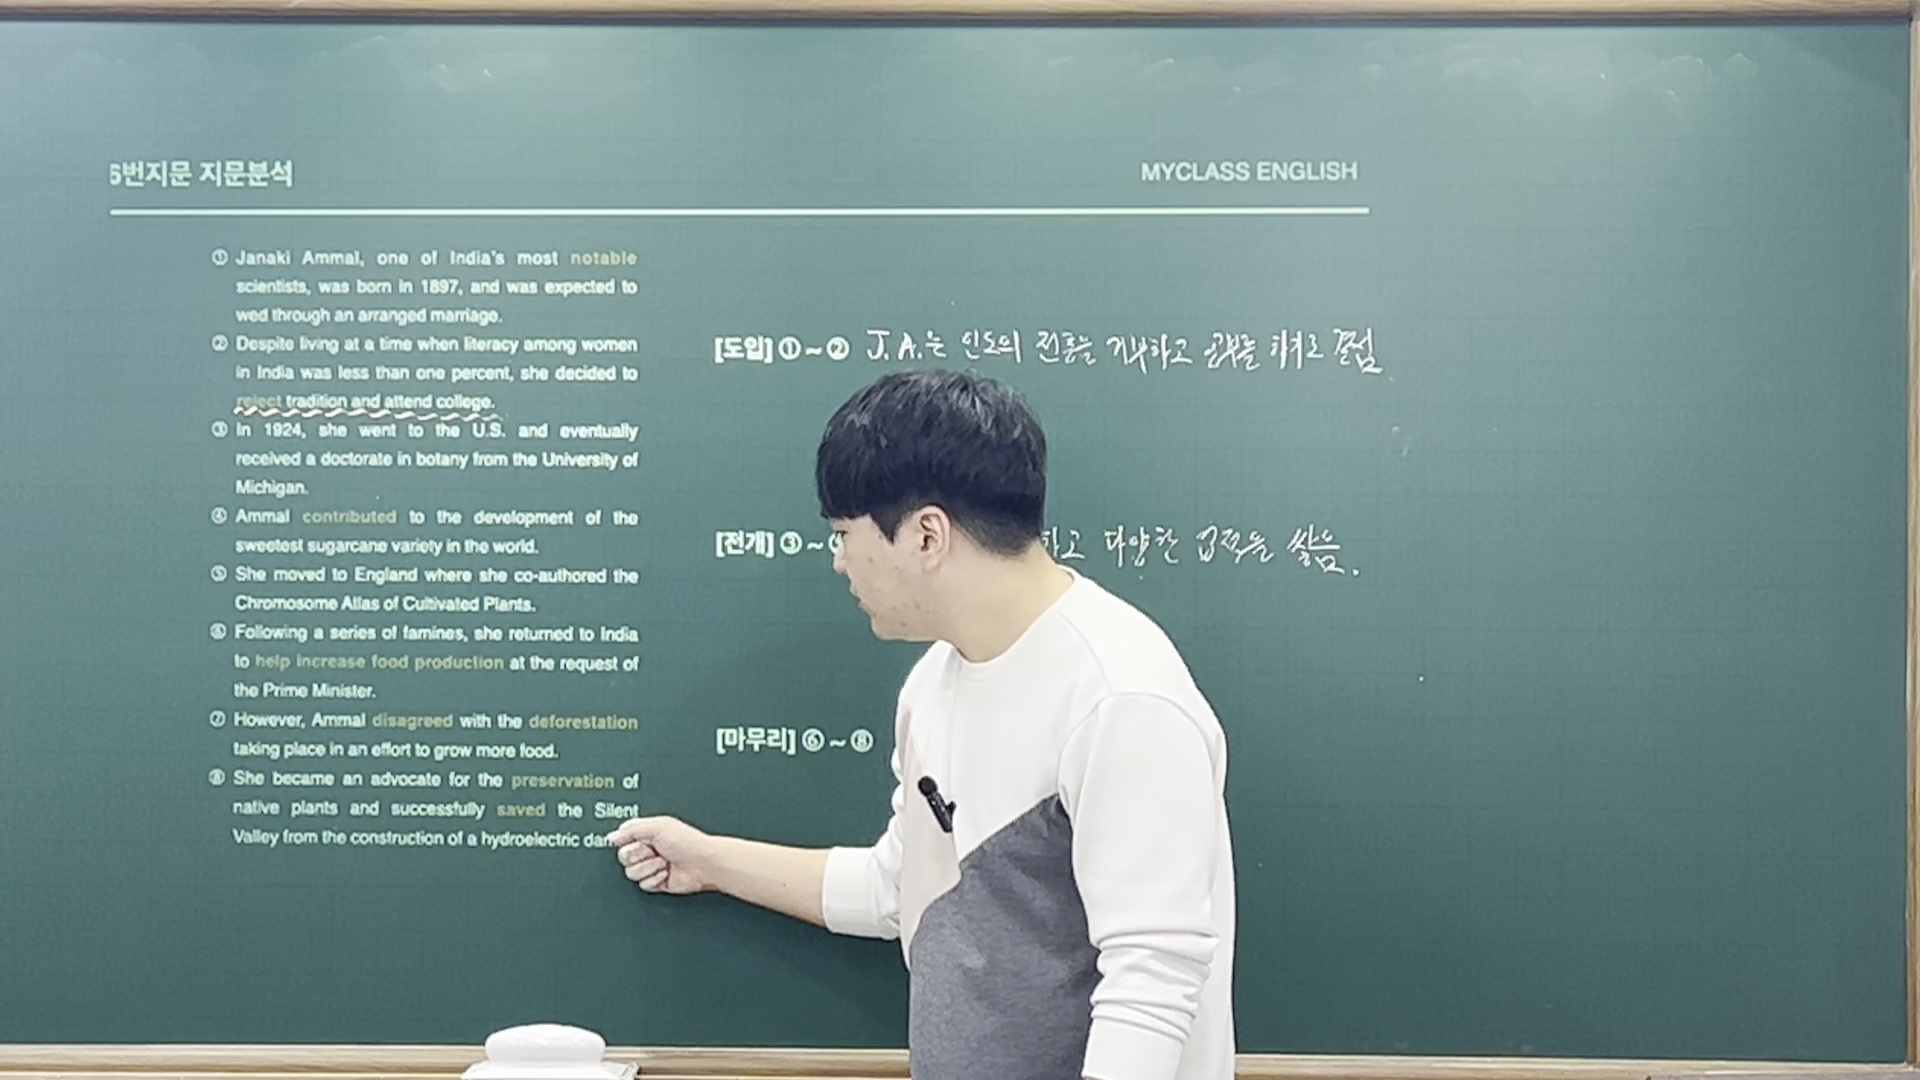 6번지문 지문분석
MYCLASS ENGLISH
① Janaki Ammal, one of India's most notable
scientists, was born in 1897, and was expected to
wed through an arranged marriage.
② Despite living at a time when literacy among women
in India was less than one percent, she decided to
reject tradition and attend college.
③ In 1924, she went to the U.S. and eventually
received a doctorate in botany from the University of
Michigan.
④ Ammal contributed to the development of the
sweetest sugarcane variety in the world.
⑤ She moved to England where she co-authored the
Chromosome Atlas of Cultivated Plants.
⑥ Following a series of famines, she returned to India
to help increase food production at the request of
the Prime Minister.
⑦ However, Ammal disagreed with the deforestation
taking place in an effort to grow more food.
⑧ She became an advocate for the preservation of
native plants and successfully saved the Silent
Valley from the construction of a hydroelectric
[도입] ① ~ ② J.A.는 인도의 전통을 거부하고 공부를 하기로 결심
[전개] ③ ~ 하고 다양한 업적을 쌓음.
[마무리] ⑥ ~ ⑧